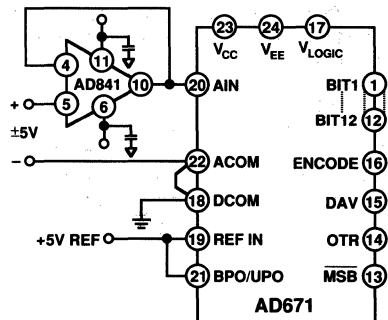 23 24 17
VCC VEE VLOGIC
11
4
AD841 10 20 AIN BIT1 1
+ 5
6
±5V BIT12 12
– 22 ACOM ENCODE 16
18 DCOM DAV 15
+5V REF 19 REF IN OTR 14
21 BPO/UPO MSB 13
AD671